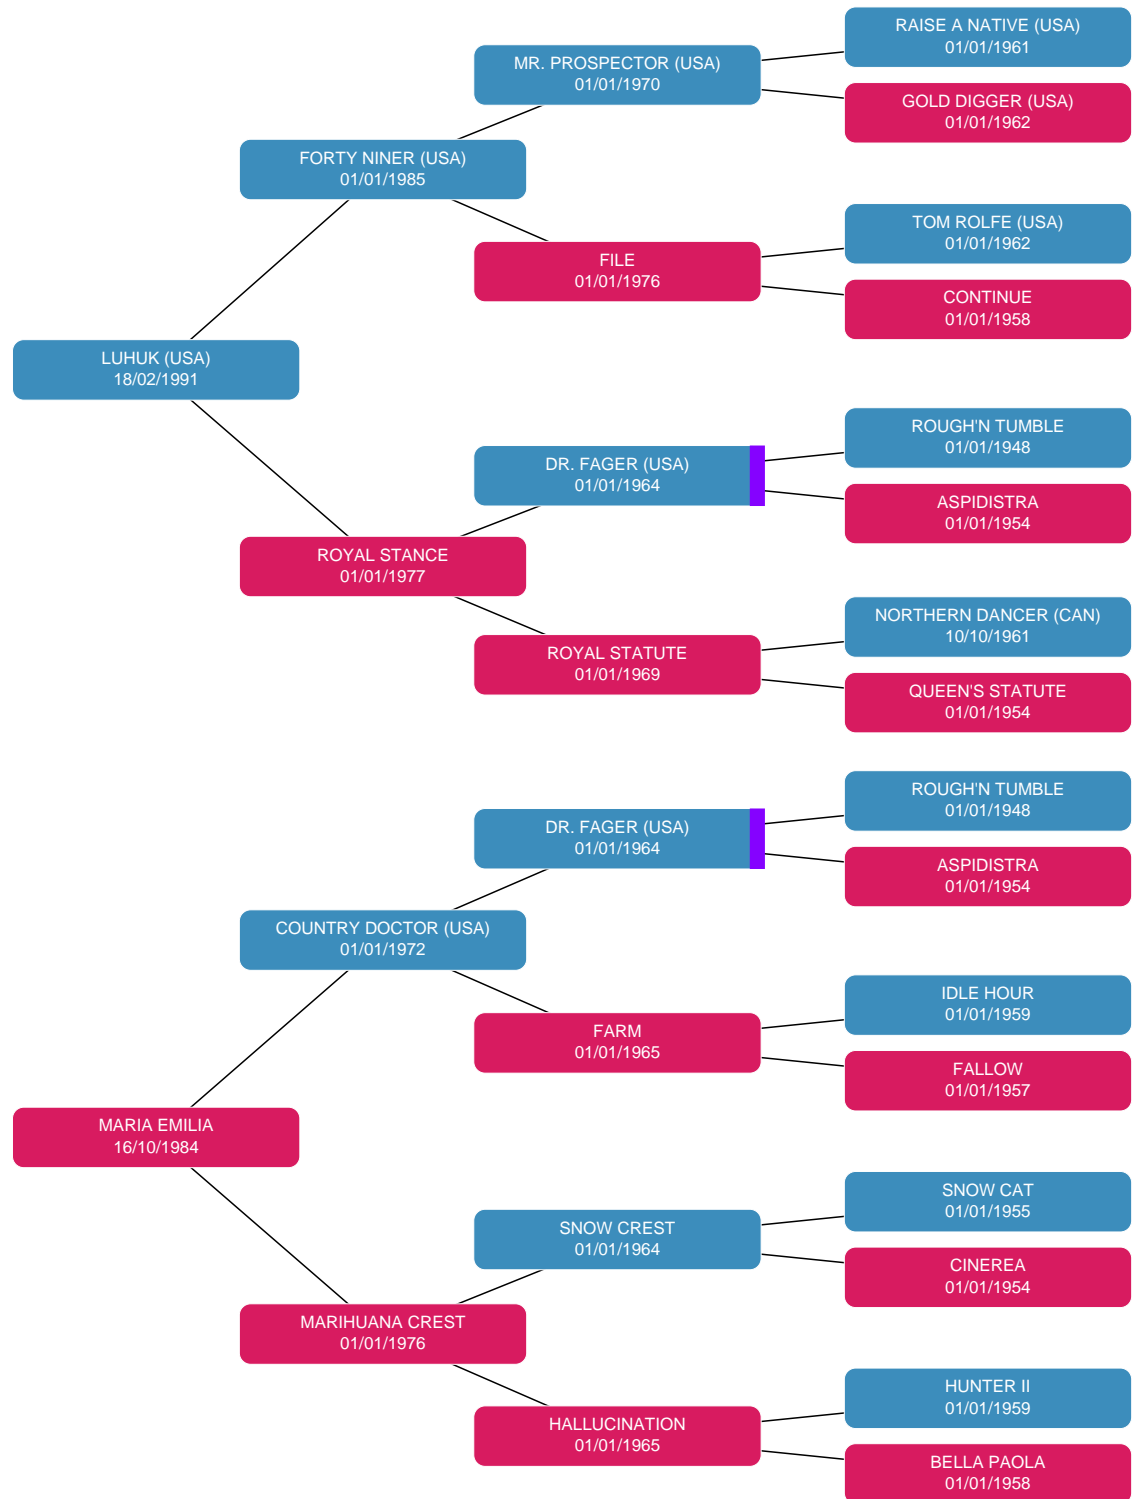 RAISE A NATIVE (USA)
01/01/1961
MR. PROSPECTOR (USA)
01/01/1970
GOLD DIGGER (USA)
01/01/1962
FORTY NINER (USA)
01/01/1985
TOM ROLFE (USA)
01/01/1962
FILE
01/01/1976
CONTINUE
01/01/1958
LUHUK (USA)
18/02/1991
ROUGH'N TUMBLE
01/01/1948
DR. FAGER (USA)
01/01/1964
ASPIDISTRA
01/01/1954
ROYAL STANCE
01/01/1977
NORTHERN DANCER (CAN)
10/10/1961
ROYAL STATUTE
01/01/1969
QUEEN'S STATUTE
01/01/1954
ROUGH'N TUMBLE
01/01/1948
DR. FAGER (USA)
01/01/1964
ASPIDISTRA
01/01/1954
COUNTRY DOCTOR (USA)
01/01/1972
IDLE HOUR
01/01/1959
FARM
01/01/1965
FALLOW
01/01/1957
MARIA EMILIA
16/10/1984
SNOW CAT
01/01/1955
SNOW CREST
01/01/1964
CINEREA
01/01/1954
MARIHUANA CREST
01/01/1976
HUNTER II
01/01/1959
HALLUCINATION
01/01/1965
BELLA PAOLA
01/01/1958